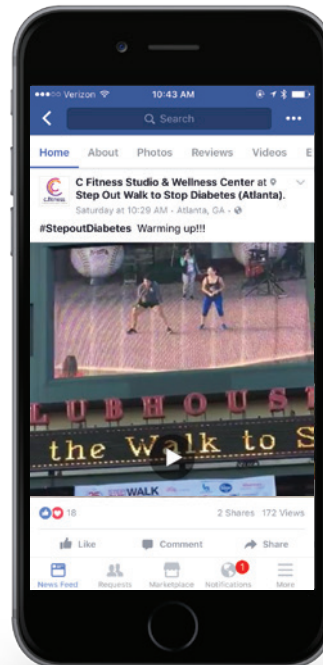 Verizon 10:43 AM
Search
Home About Photos Reviews Videos E
C Fitness Studio & Wellness Center at
Step Out Walk to Stop Diabetes (Atlanta).
Saturday at 10:29 AM · Atlanta, GA ·
#StepoutDiabetes Warming up!!!
LUBHOUS
the Walk to S
WALK
18 2 Shares 172 Views
Like Comment Share
1
News Feed Requests Marketplace Notifications More